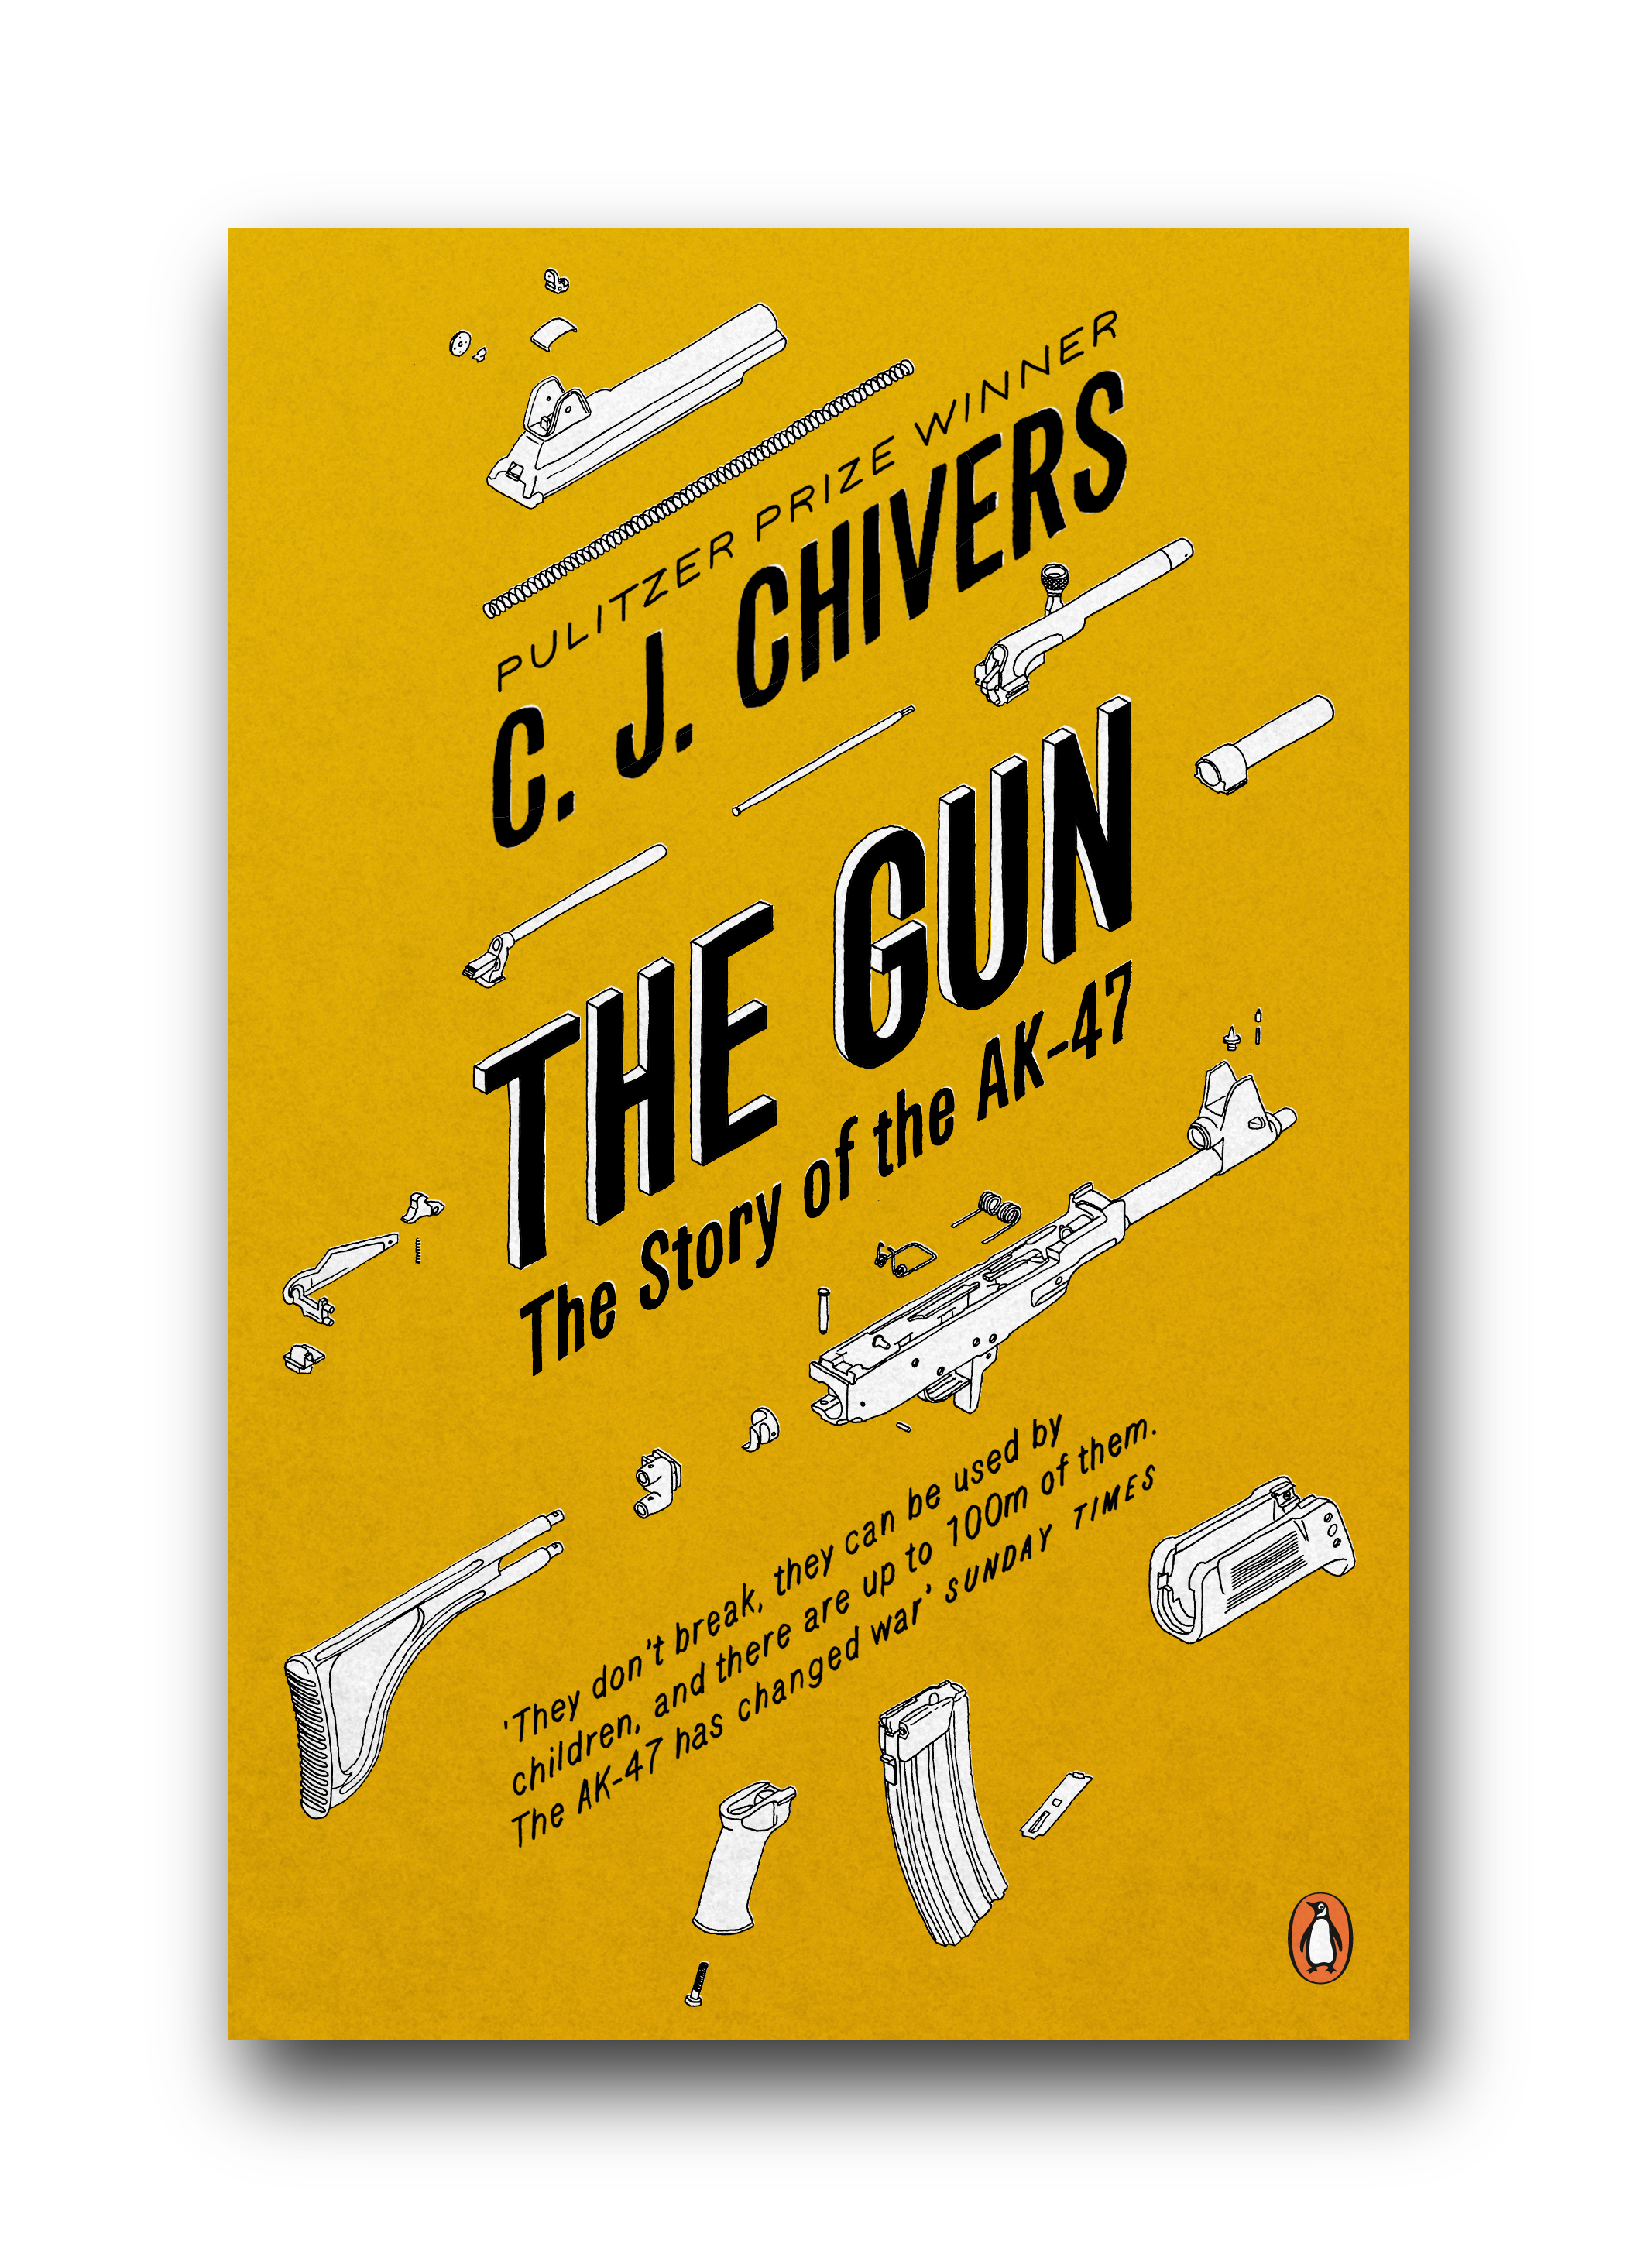 PULITZER PRIZE WINNER
C. J. CHIVERS
THE GUN
The Story of the AK-47
'They don't break, they can be used by
children, and there are up to 100m of them.
The AK-47 has changed war' SUNDAY TIMES